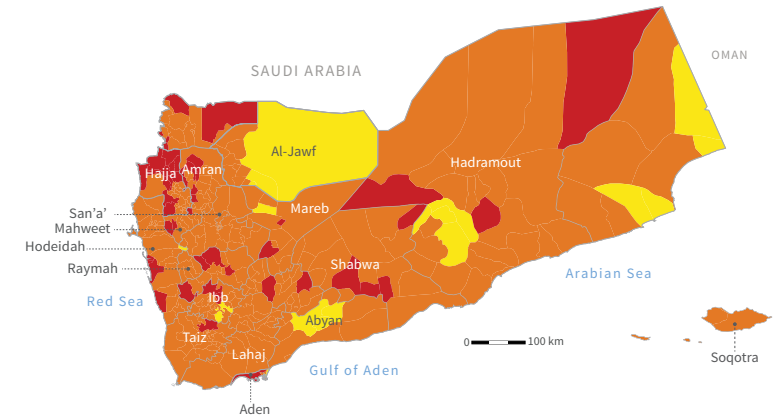 OMAN
SAUDI ARABIA
Al-Jawf
Hadramout
Hajja
Amran
Mareb
San'a'
Mahweet
Hodeidah
Shabwa
Raymah
Arabian Sea
Ibb
Red Sea
Abyan
Taiz
0
100 km
Lahaj
Soqotra
Gulf of Aden
Aden